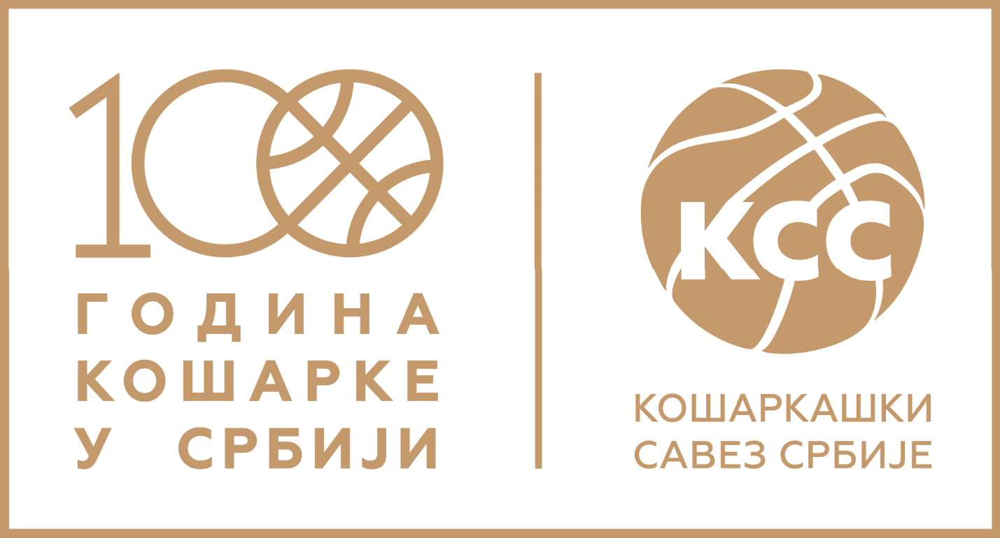 100
ГОДИНА
КОШАРКЕ
У СРБИЈИ
КСС
КОШАРКАШКИ
САВЕЗ СРБИЈЕ